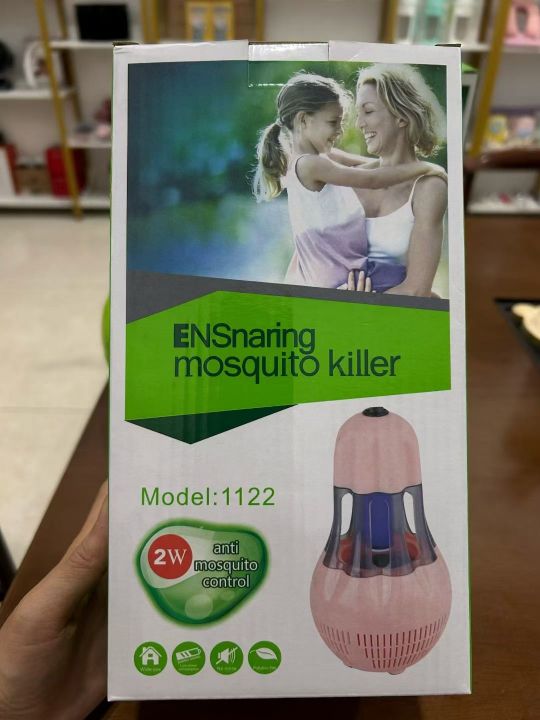 ENSnaring
mosquito killer
Model:1122
2W
anti
mosquito
control